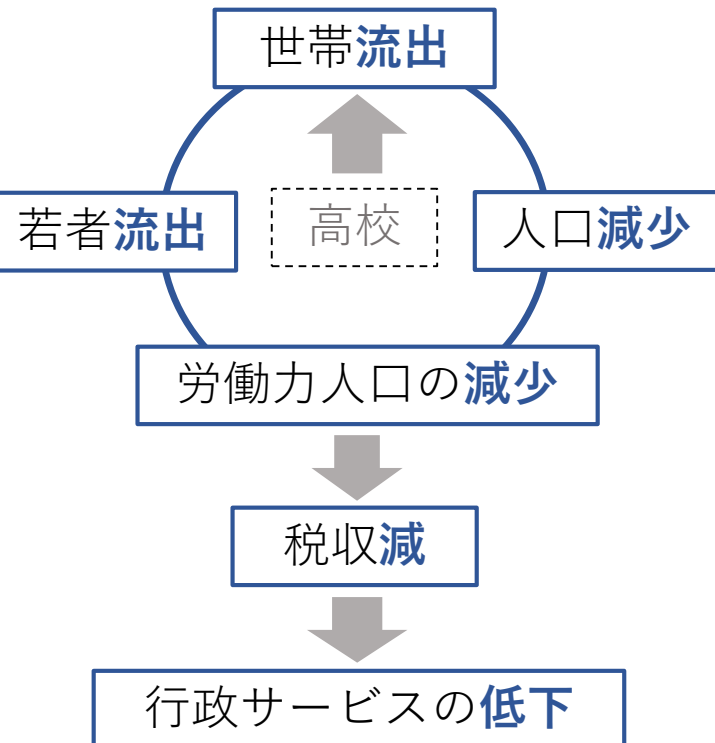 世帯流出
若者流出
高校
人口減少
労働力人口の減少
税収減
行政サービスの低下